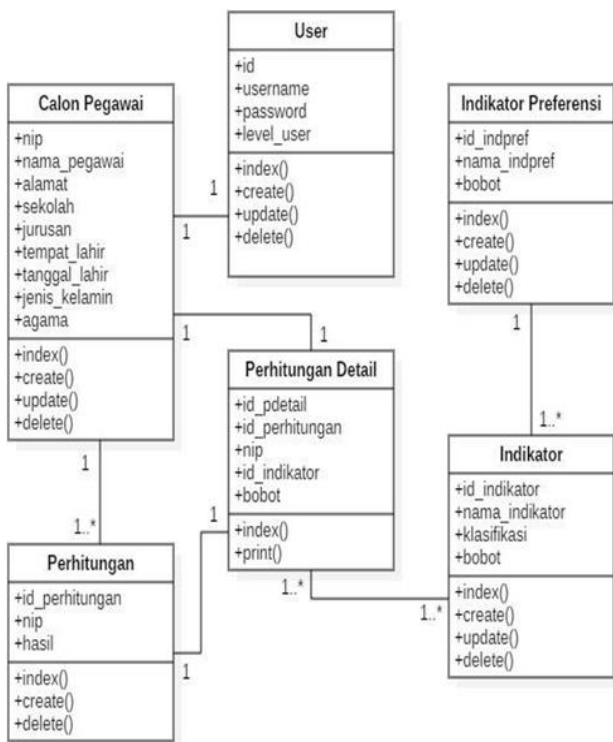 User
+id
+username
+password
+level_user
+index()
+create()
+update()
+delete()
Calon Pegawai
+nip
+nama_pegawai
+alamat
+sekolah
+jurusan
+tempat_lahir
+tanggal_lahir
+jenis_kelamin
+agama
+index()
+create()
+update()
+delete()
Indikator Preferensi
+id_indpref
+nama_indpref
+bobot
+index()
+create()
+update()
+delete()
1
1
1
1
1
1..*
Perhitungan Detail
+id_pdetail
+id_perhitungan
+nip
+id_indikator
+bobot
+index()
+print()
Indikator
+id_indikator
+nama_indikator
+klasifikasi
+bobot
+index()
+create()
+update()
+delete()
1
1..*
1
1..*
1..*
1
Perhitungan
+id_perhitungan
+nip
+hasil
+index()
+create()
+delete()